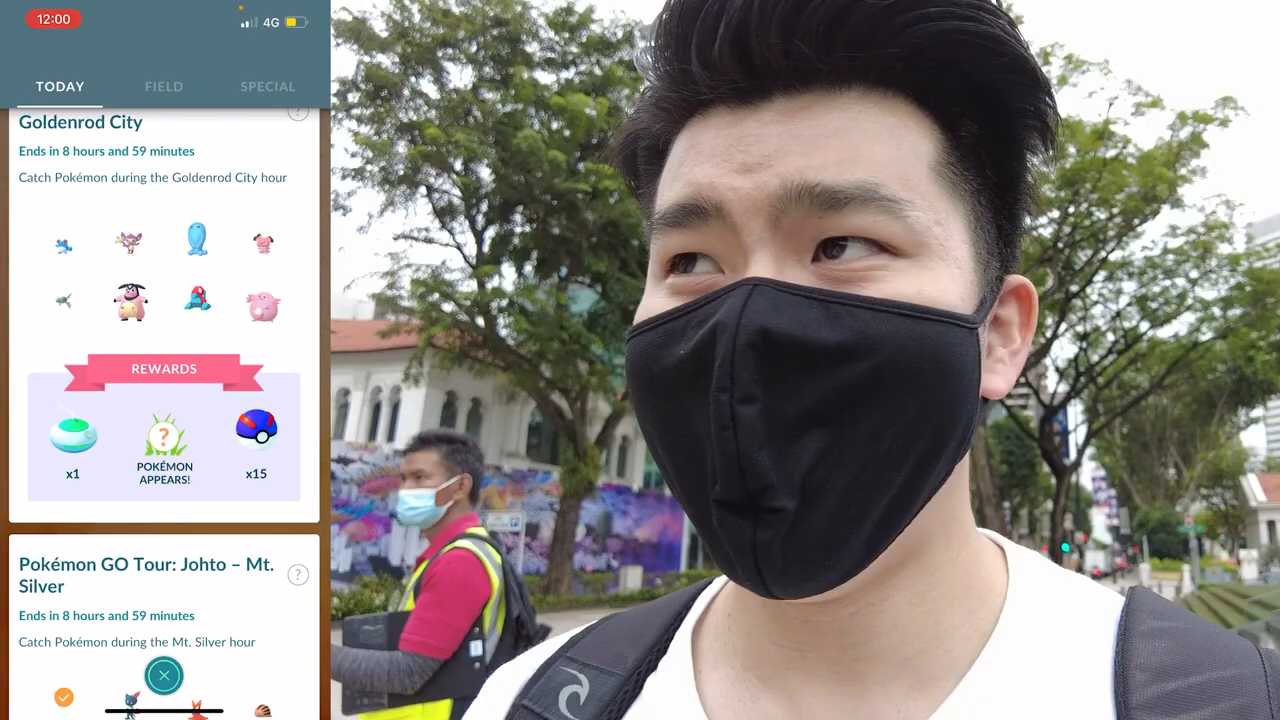 12:00
4G
TODAY FIELD SPECIAL
Goldenrod City
?
Ends in 8 hours and 59 minutes
Catch Pokémon during the Goldenrod City hour
REWARDS
?
x1
POKÉMON
APPEARS!
x15
Pokémon GO Tour: Johto – Mt.
Silver
?
Ends in 8 hours and 59 minutes
Catch Pokémon during the Mt. Silver hour